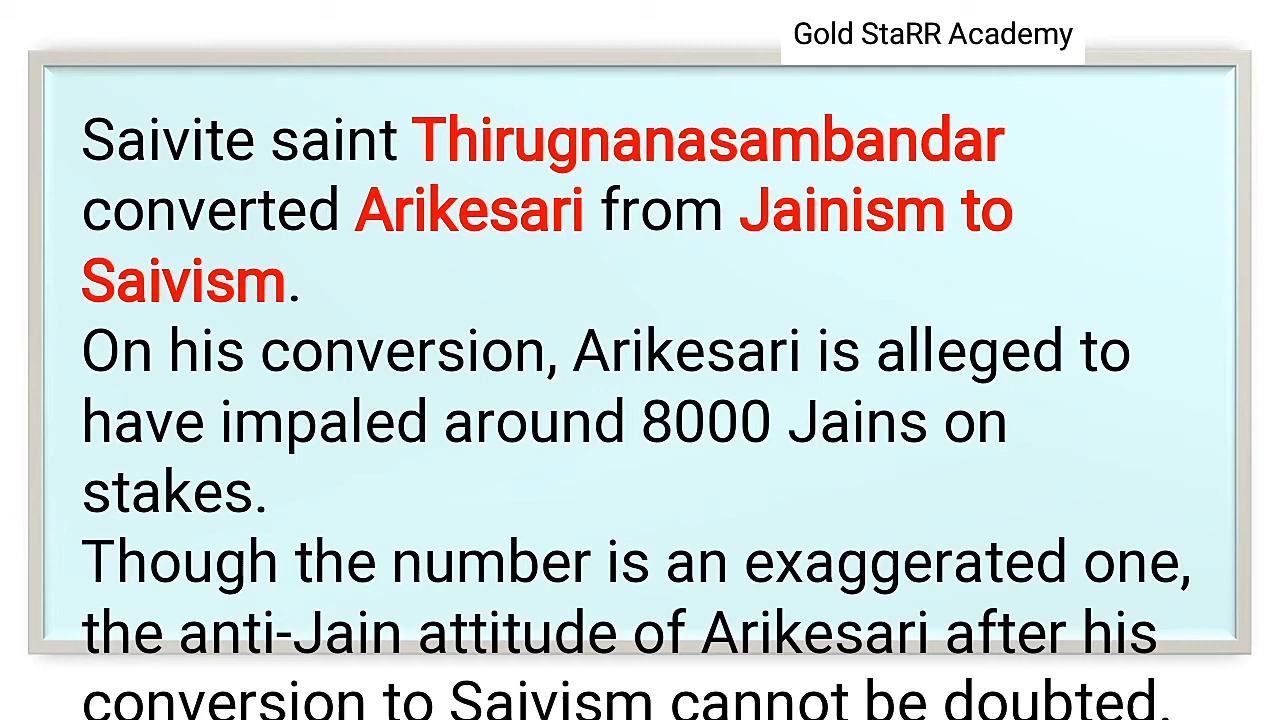 Gold StaRR Academy
Saivite saint Thirugnanasambandar
converted Arikesari from Jainism to
Saivism.
On his conversion, Arikesari is alleged to
have impaled around 8000 Jains on
stakes.
Though the number is an exaggerated one,
the anti-Jain attitude of Arikesari after his
conversion to Saivism cannot be doubted.